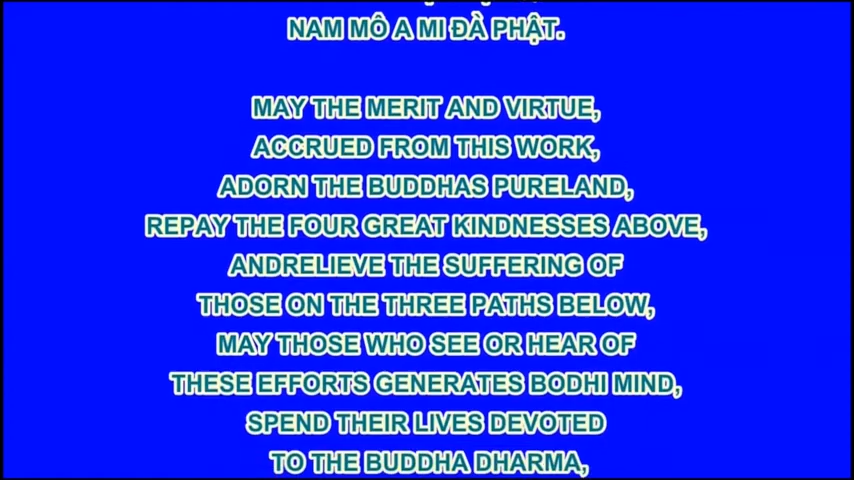 NAM MÔ A MI ĐÀ PHẬT.
MAY THE MERIT AND VIRTUE,
ACCRUED FROM THIS WORK,
ADORN THE BUDDHAS PURELAND,
REPAY THE FOUR GREAT KINDNESSES ABOVE,
ANDRELIEVE THE SUFFERING OF
THOSE ON THE THREE PATHS BELOW,
MAY THOSE WHO SEE OR HEAR OF
THESE EFFORTS GENERATES BODHI MIND,
SPEND THEIR LIVES DEVOTED
TO THE BUDDHA DHARMA,